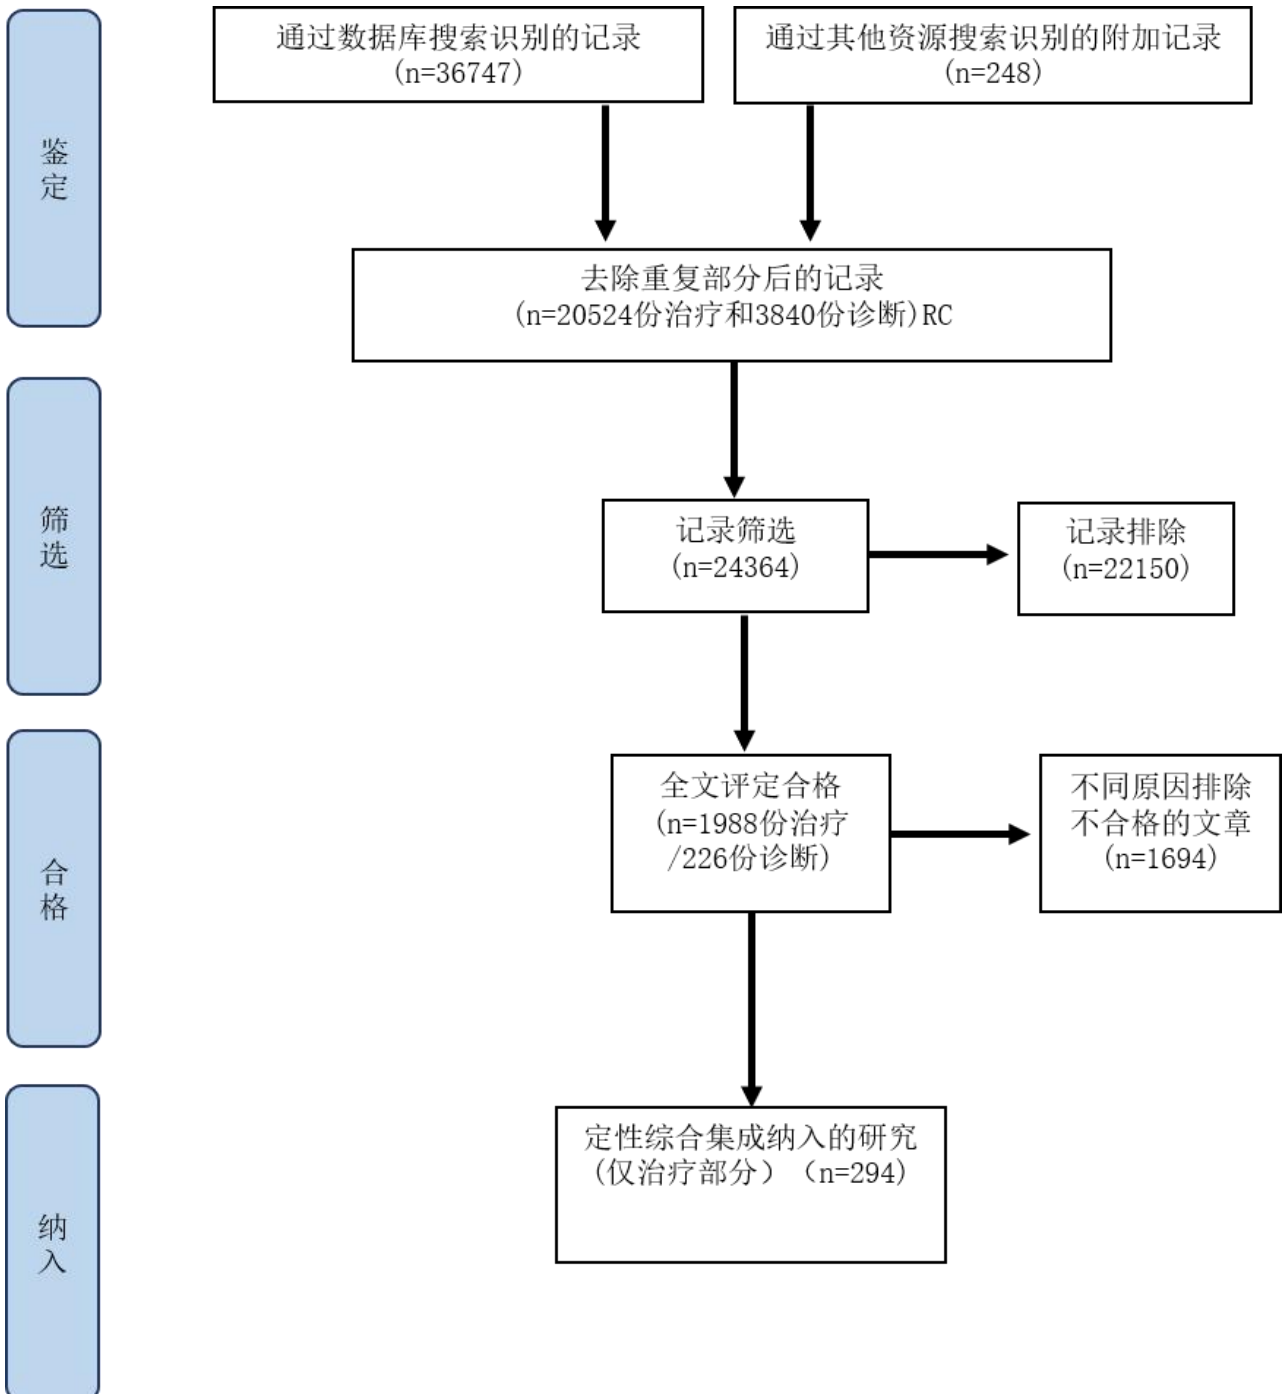 通过数据库搜索识别的记录
(n=36747)
通过其他资源搜索识别的附加记录
(n=248)
鉴
定
去除重复部分后的记录
(n=20524份治疗和3840份诊断)RC
筛
选
记录筛选
(n=24364)
记录排除
(n=22150)
合
格
全文评定合格
(n=1988份治疗
/226份诊断)
不同原因排除
不合格的文章
(n=1694)
纳
入
定性综合集成纳入的研究
(仅治疗部分）（n=294)